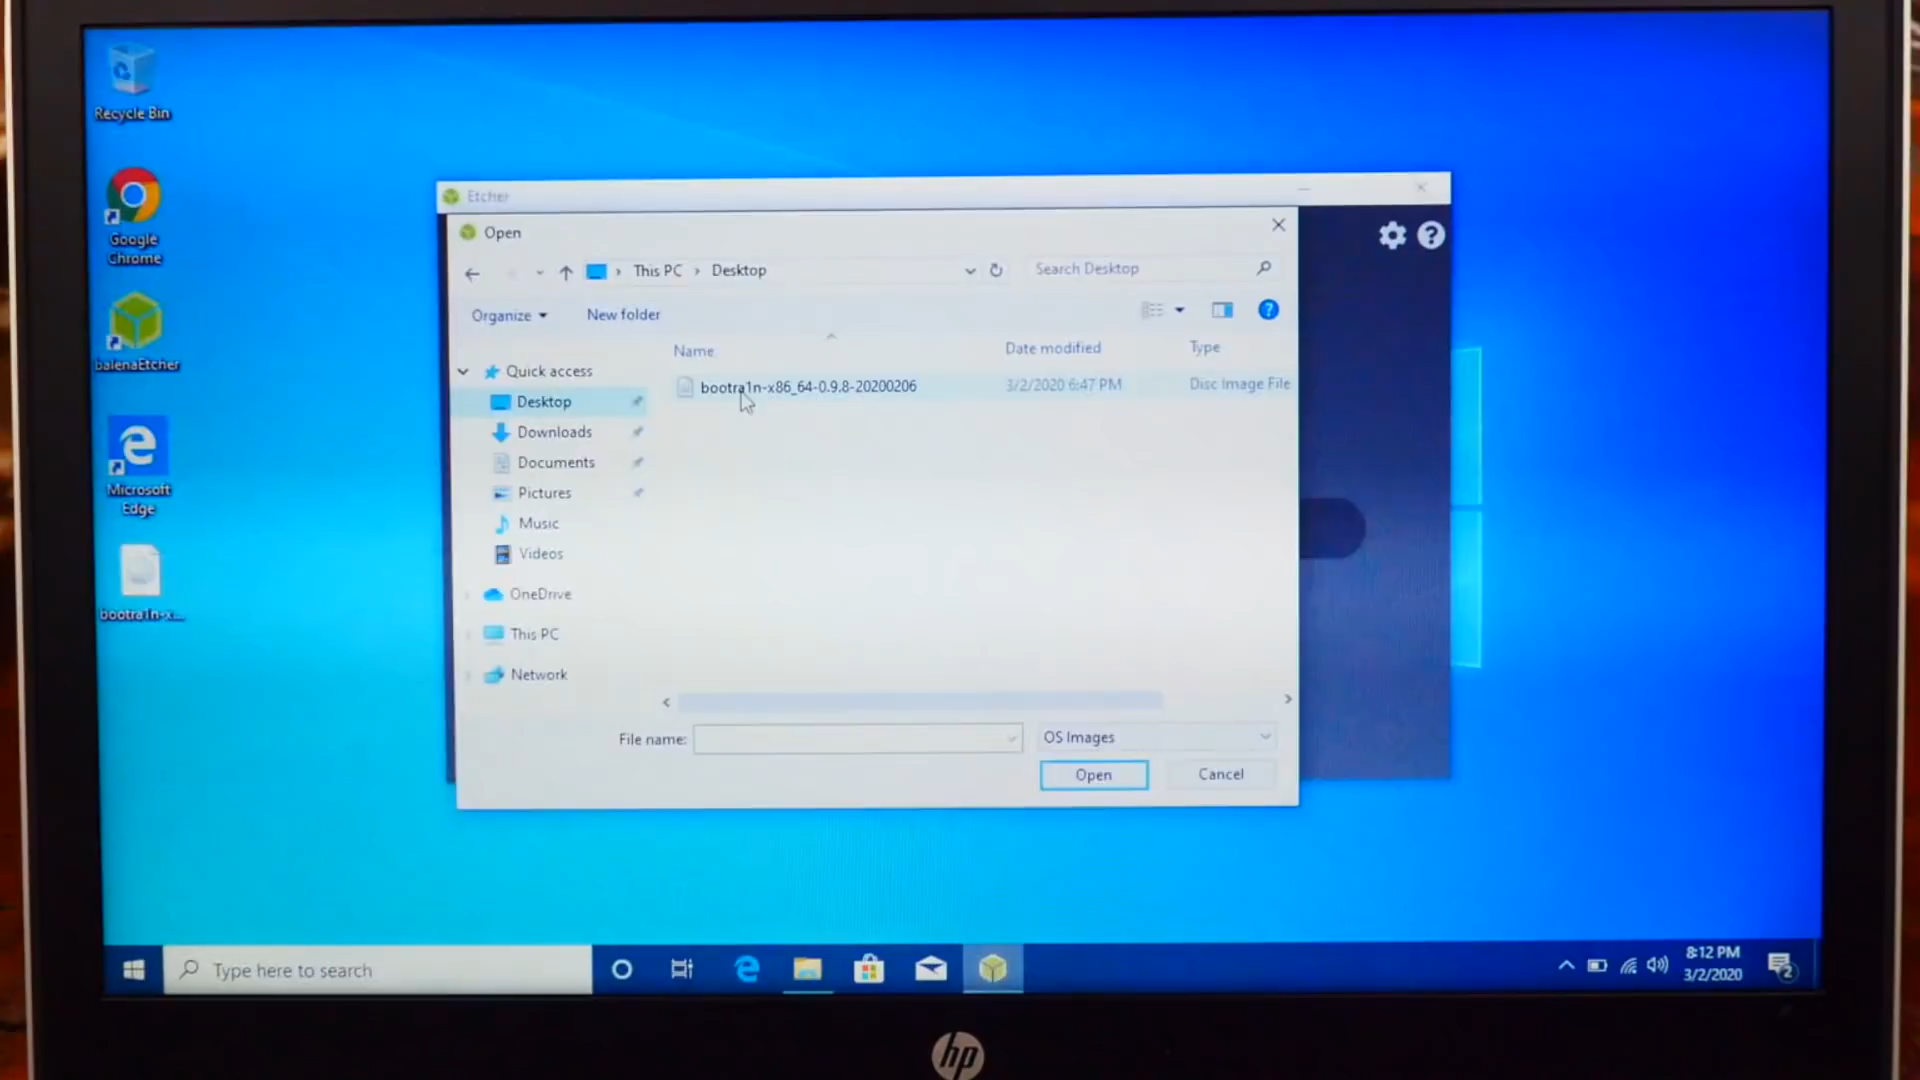 Recycle Bin
Google
Chrome
balenaEtcher
Microsoft
Edge
bootra1n-x...
Etcher
Open
This PC > Desktop
Search Desktop
Organize
New folder
Name
Date modified
Type
bootra1n-x86_64-0.9.8-20200206
3/2/2020 6:47 PM
Disc Image File
Quick access
Desktop
Downloads
Documents
Pictures
Music
Videos
OneDrive
This PC
Network
File name:
OS Images
Open
Cancel
Type here to search
8:12 PM
3/2/2020
2
hp